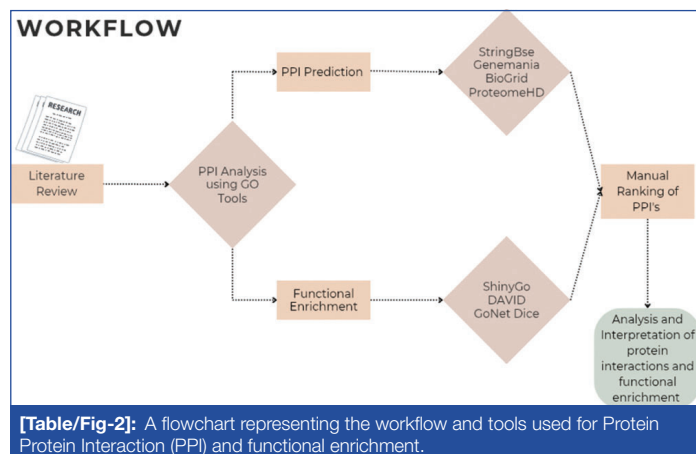 WORKFLOW
RESEARCH
Literature
Review
PPI Analysis
using GO
Tools
PPI Prediction
StringBse
Genemania
BioGrid
ProteomeHD
Functional
Enrichment
ShinyGo
DAVID
GoNet Dice
Manual
Ranking of
PPI's
Analysis and
Interpretation of
protein
interactions and
functional
enrichment
[Table/Fig-2]: A flowchart representing the workflow and tools used for Protein
Protein Interaction (PPI) and functional enrichment.